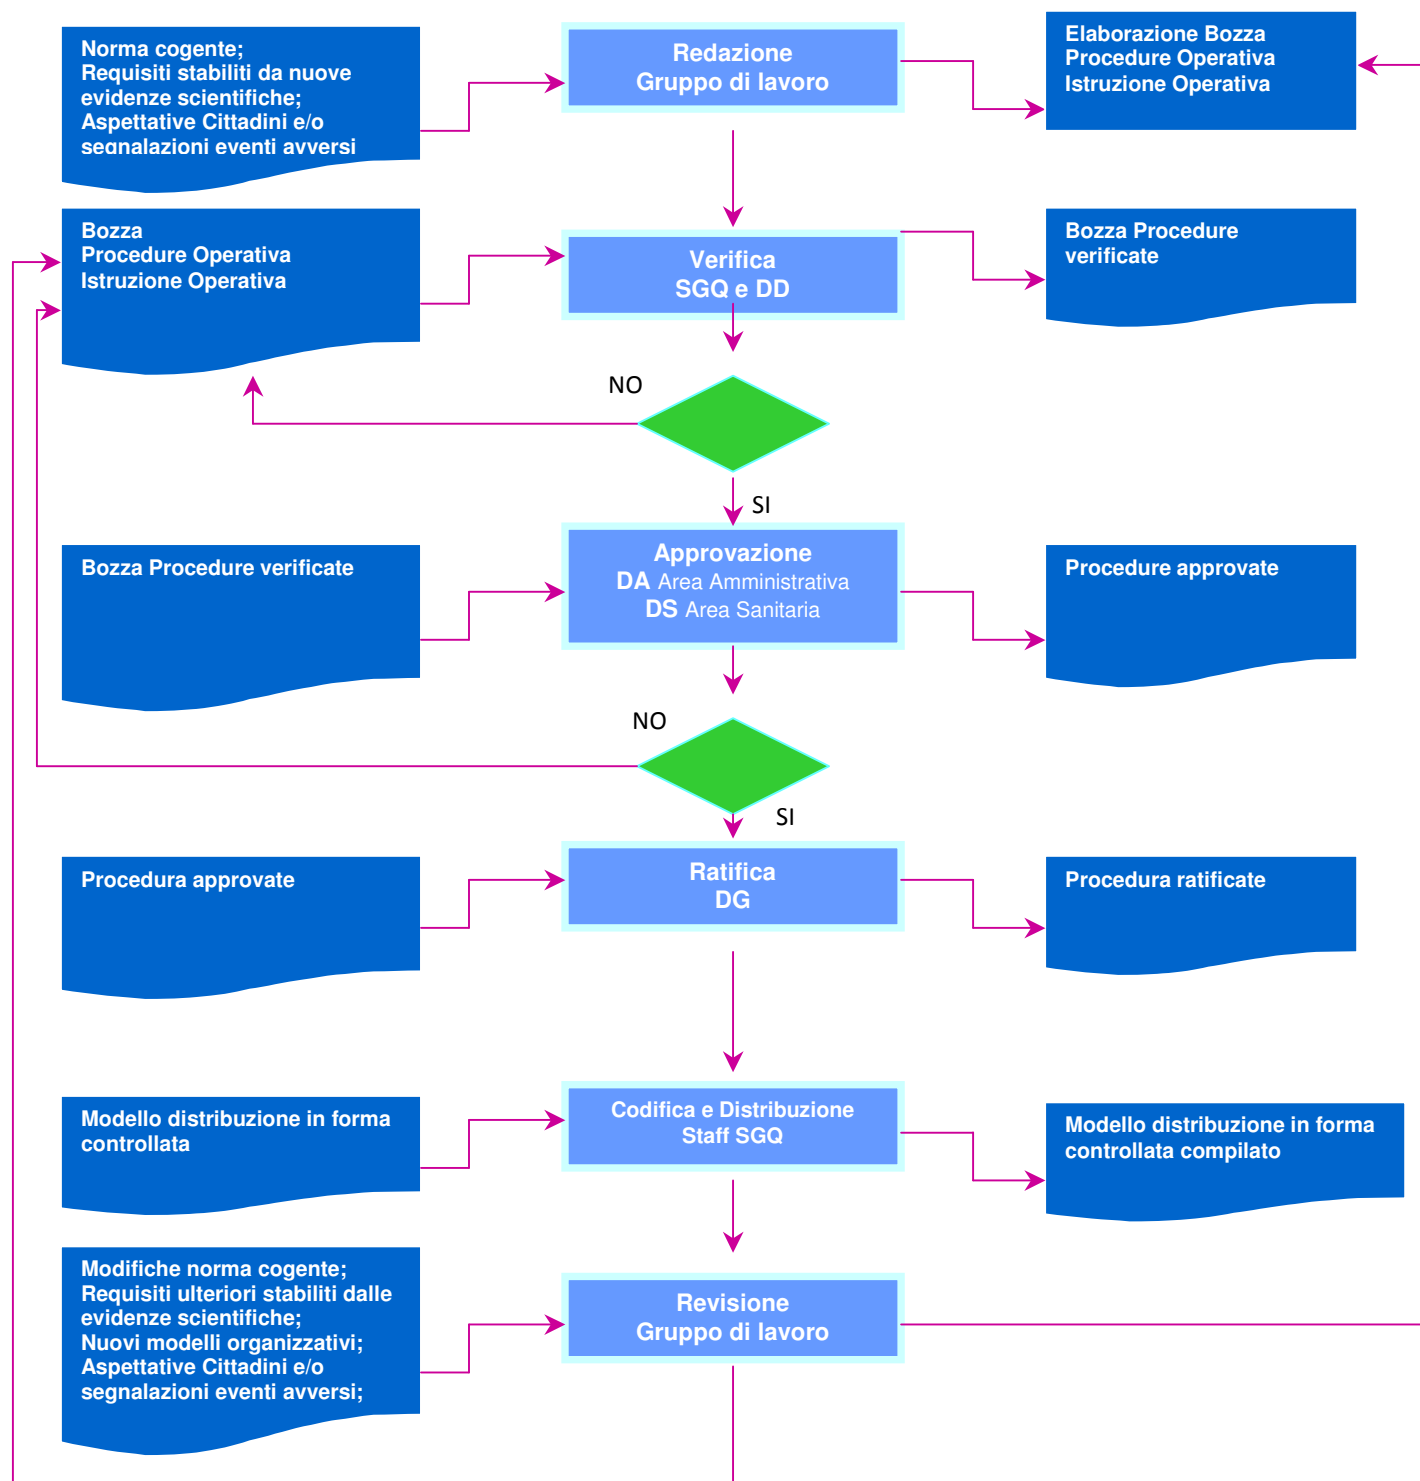 Norma cogente;
Requisiti stabiliti da nuove
evidenze scientifiche;
Aspettative Cittadini e/o
segnalazioni eventi avversi
Redazione
Gruppo di lavoro
Elaborazione Bozza
Procedure Operativa
Istruzione Operativa
Bozza
Procedure Operativa
Istruzione Operativa
Verifica
SGQ e DD
Bozza Procedure
verificate
NO
SI
Bozza Procedure verificate
Approvazione
DA Area Amministrativa
DS Area Sanitaria
Procedure approvate
NO
SI
Procedura approvate
Ratifica
DG
Procedura ratificate
Modello distribuzione in forma
controllata
Codifica e Distribuzione
Staff SGQ
Modello distribuzione in forma
controllata compilato
Modifiche norma cogente;
Requisiti ulteriori stabiliti dalle
evidenze scientifiche;
Nuovi modelli organizzativi;
Aspettative Cittadini e/o
segnalazioni eventi avversi;
Revisione
Gruppo di lavoro